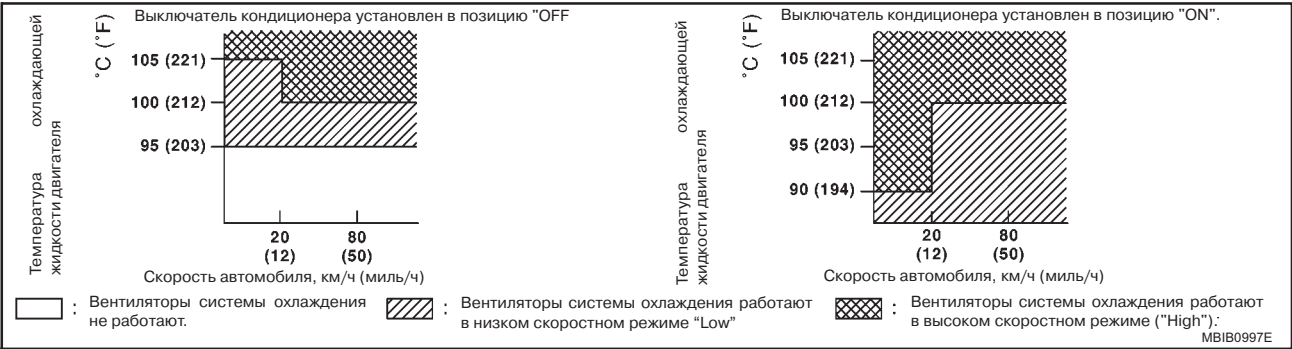 Выключатель кондиционера установлен в позицию "OFF
Температура охлаждающей
жидкости двигателя
°C (°F)
105 (221)
100 (212)
95 (203)
20
(12)
80
(50)
Скорость автомобиля, км/ч (миль/ч)
Выключатель кондиционера установлен в позицию "ON".
Температура охлаждающей
жидкости двигателя
°C (°F)
105 (221)
100 (212)
95 (203)
90 (194)
20
(12)
80
(50)
Скорость автомобиля, км/ч (миль/ч)
: Вентиляторы системы охлаждения
не работают.
: Вентиляторы системы охлаждения работают
в низком скоростном режиме “Low”
: Вентиляторы системы охлаждения работают
в высоком скоростном режиме ("High").
MBIB0997E